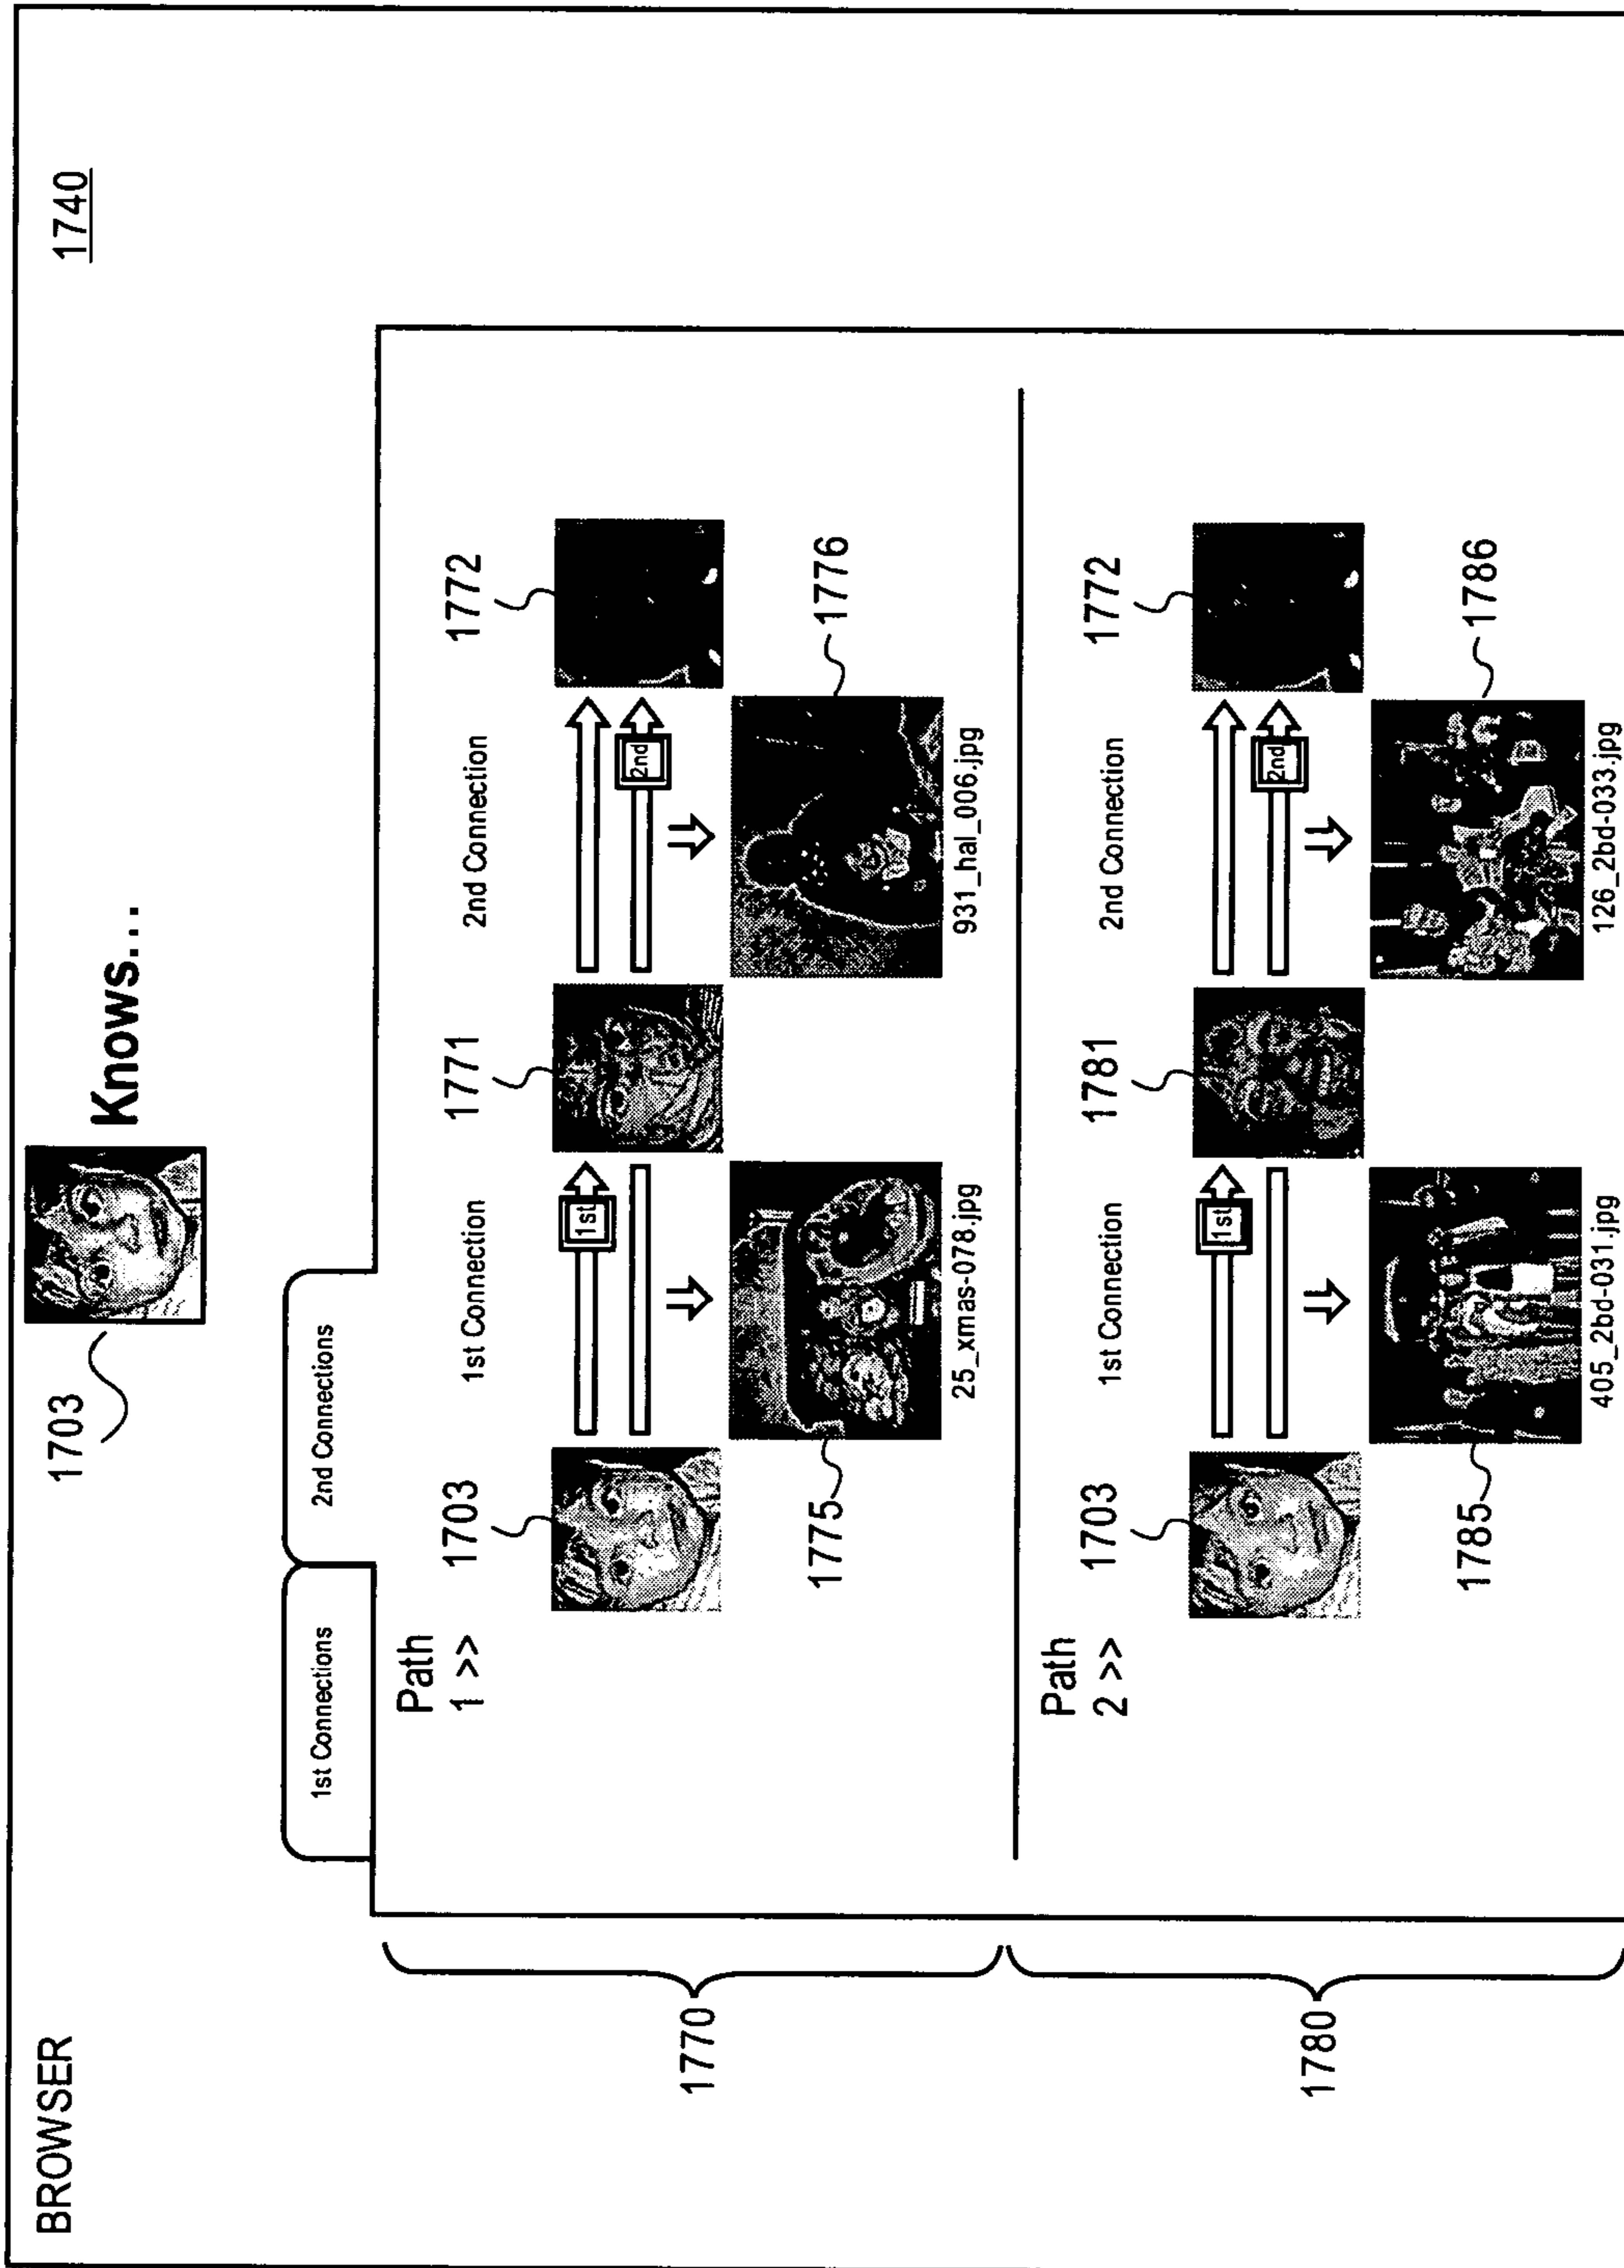 BROWSER
1740
1703
Knows...
1st Connections
2nd Connections
Path
1 >>
1703
1st Connection
1771
2nd Connection
1772
1st
2nd
1775
1776
25_xmas-078.jpg
931_hal_006.jpg
1770
Path
2 >>
1703
1st Connection
1781
2nd Connection
1772
1st
2nd
1785
1786
405_2bd-031.jpg
126_2bd-033.jpg
1780